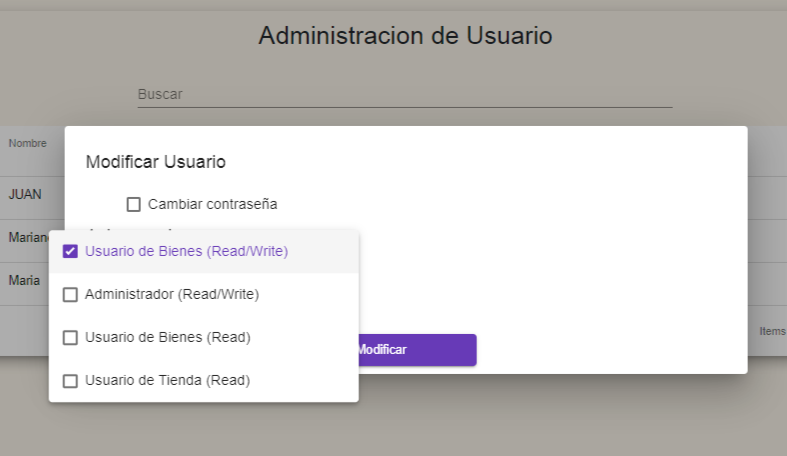 Administracion de Usuario
Buscar
Nombre
Modificar Usuario
JUAN
Cambiar contraseña
Usuario de Bienes (Read/Write)
Maria
Administrador (Read/Write)
Items
Usuario de Bienes (Read)
Modificar
Usuario de Tienda (Read)